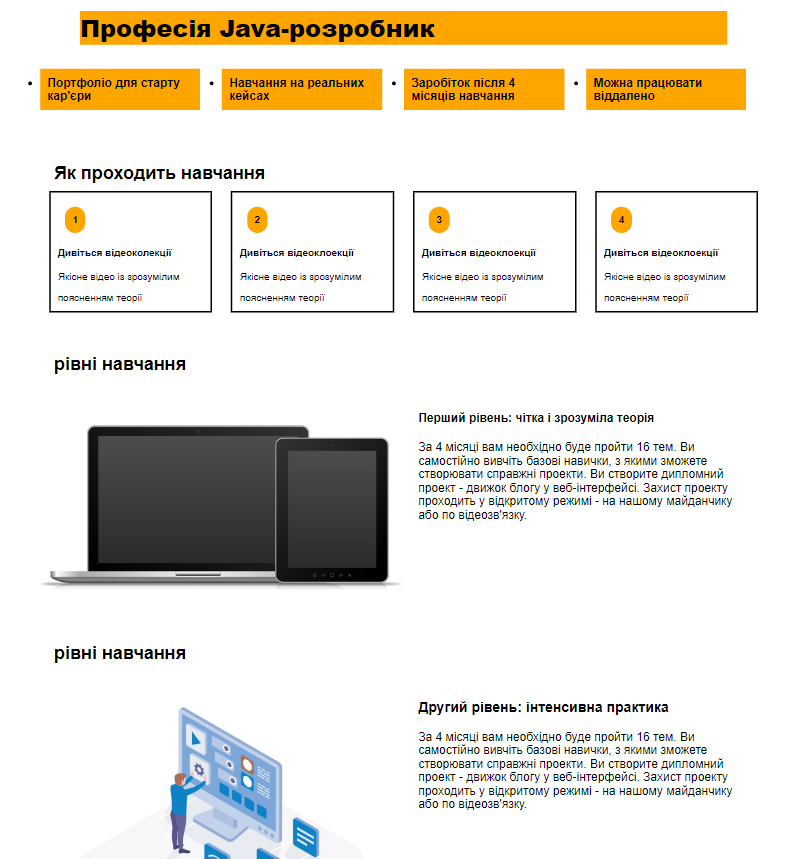 Професія Java-розробник
Портфоліо для старту
кар'єри
Навчання на реальних
кейсах
Заробіток після 4
місяців навчання
Можна працювати
віддалено
Як проходить навчання
1
2
3
4
Дивіться відеоколекції
Дивіться відеоклоекції
Дивіться відеоклоекції
Дивіться відеоклоекції
Якісне відео із зрозумілим
Якісне відео із зрозумілим
Якісне відео із зрозумілим
Якісне відео із зрозумілим
поясненням теорії
поясненням теорії
поясненням теорії
поясненням теорії
рівні навчання
Перший рівень: чітка і зрозуміла теорія
За 4 місяці вам необхідно буде пройти 16 тем. Ви
самостійно вивчіть базові навички, з якими зможете
створювати справжні проекти. Ви створите дипломний
проект - движок блогу у веб-інтерфейсі. Захист проекту
проходить у відкритому режимі - на нашому майданчику
або по відеозв'язку.
рівні навчання
Другий рівень: інтенсивна практика
За 4 місяці вам необхідно буде пройти 16 тем. Ви
самостійно вивчіть базові навички, з якими зможете
створювати справжні проекти. Ви створите дипломний
проект - движок блогу у веб-інтерфейсі. Захист проекту
проходить у відкритому режимі - на нашому майданчику
або по відеозв'язку.